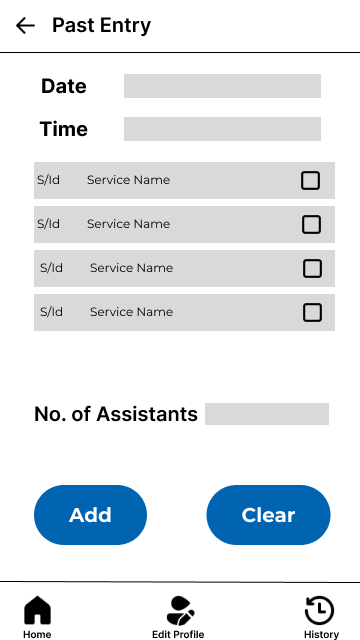 Past Entry
Date
Time
S/Id Service Name
S/Id Service Name
S/Id Service Name
S/Id Service Name
No. of Assistants
Add Clear
Home Edit Profile History